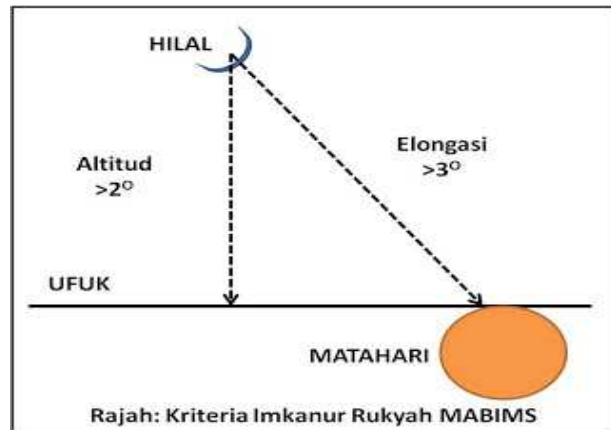 HILAL
Altitud
>2°
Elongasi
>3°
UFUK
MATAHARI
Rajah: Kriteria Imkanur Rukyah MABIMS